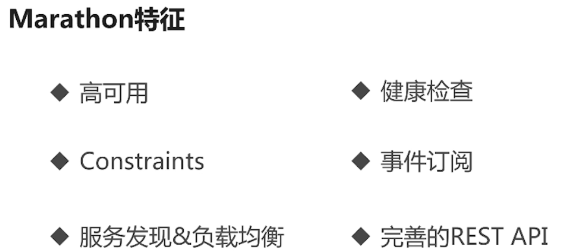 Marathon特征
◆ 高可用
◆ 健康检查
◆ Constraints
◆ 事件订阅
◆ 服务发现&负载均衡
◆ 完善的REST API